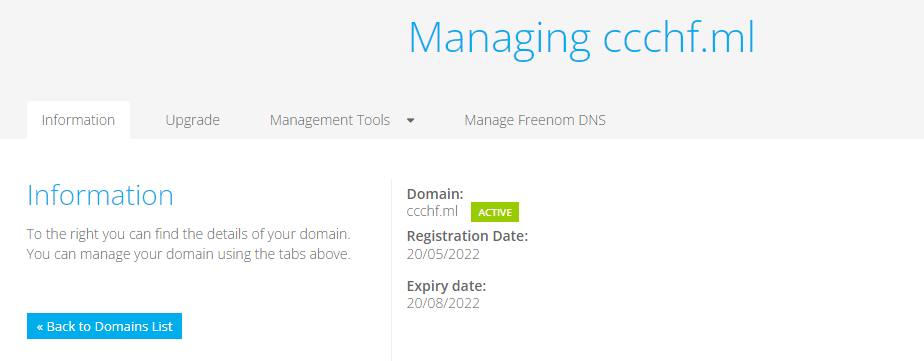 Managing ccchf.ml
Information
Upgrade
Management Tools
Manage Freenom DNS
Information
To the right you can find the details of your domain.
You can manage your domain using the tabs above.
« Back to Domains List
Domain:
ccchf.ml ACTIVE
Registration Date:
20/05/2022
Expiry date:
20/08/2022